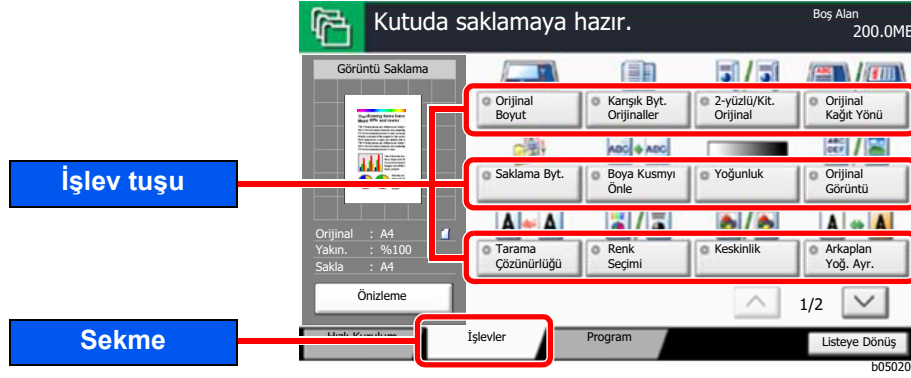 Kutuda saklamaya hazır.
Boş Alan
200.0MB
Görüntü Saklama
Orijinal
Boyut
Karışık Byt.
Orijinaller
2-yüzlü/Kit.
Orijinal
Orijinal
Kağıt Yönü
İşlev tuşu
Saklama Byt.
Boya Kusmyı
Önle
Yoğunluk
Orijinal
Görüntü
Orijinal : A4
Yakın. : %100
Sakla : A4
Tarama
Çözünürlüğü
Renk
Seçimi
Keskinlik
Arkaplan
Yoğ. Ayr.
Önizleme
1/2
Sekme
Hızlı Kurulum
İşlevler
Program
Listeye Dönüş
b05020